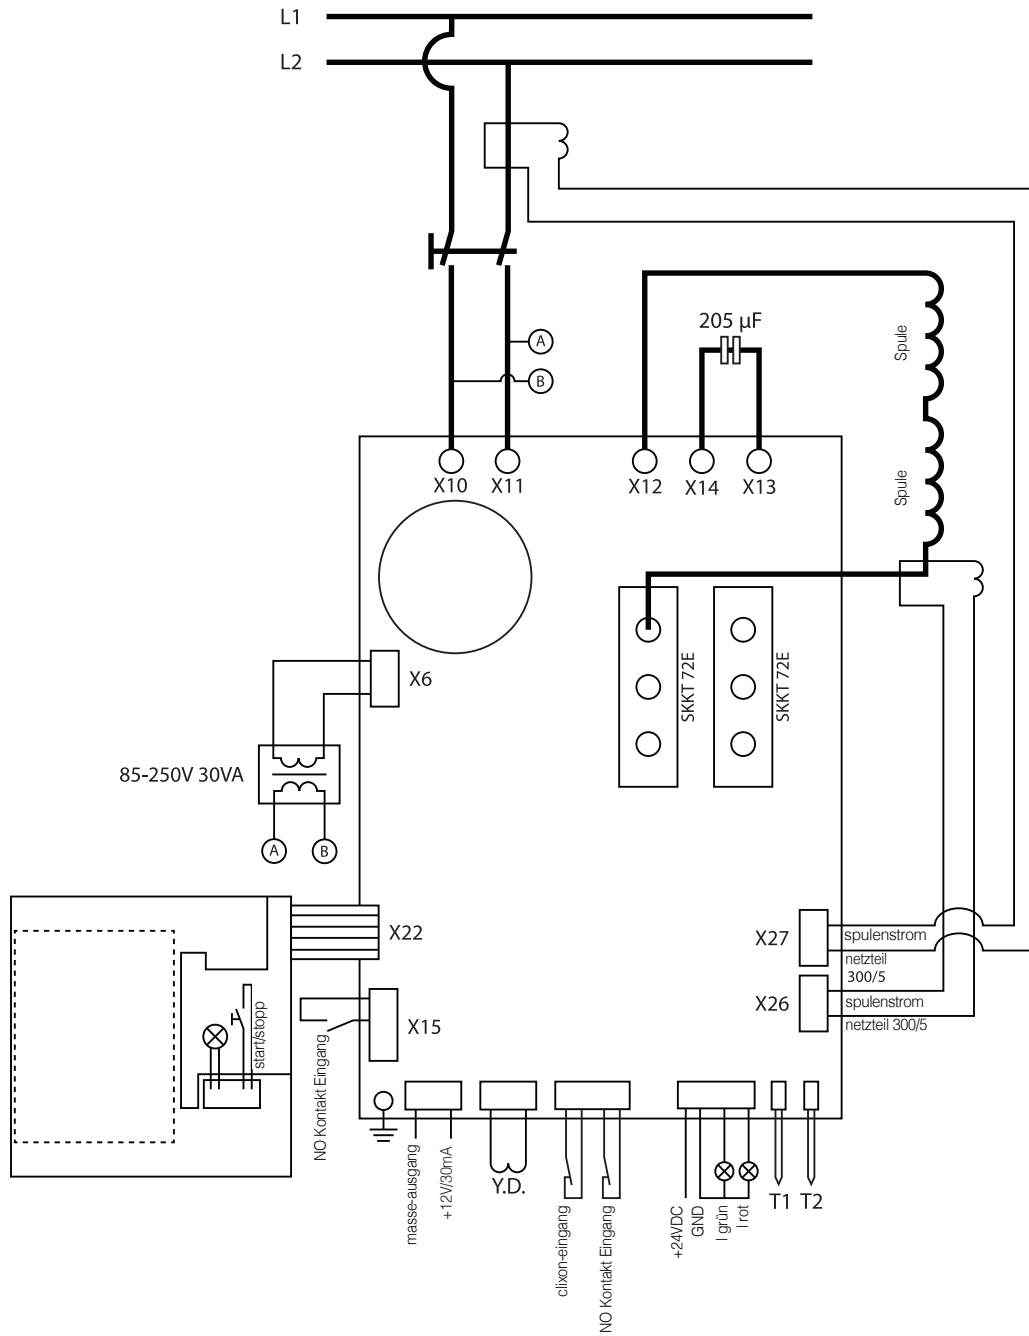 L1
L2
A
B
205 µF
Spule
Spule
X10
X11
X12
X14
X13
SKKT 72E
SKKT 72E
X6
85-250V 30VA
A
B
X22
X27
spulenstrom
netzteil
300/5
X26
spulenstrom
netzteil 300/5
X15
start/stopp
NO Kontakt Eingang
masse-ausgang
+12V/30mA
Y.D.
clixon-eingang
NO Kontakt Eingang
+24VDC
GND
I grün
I rot
T1
T2